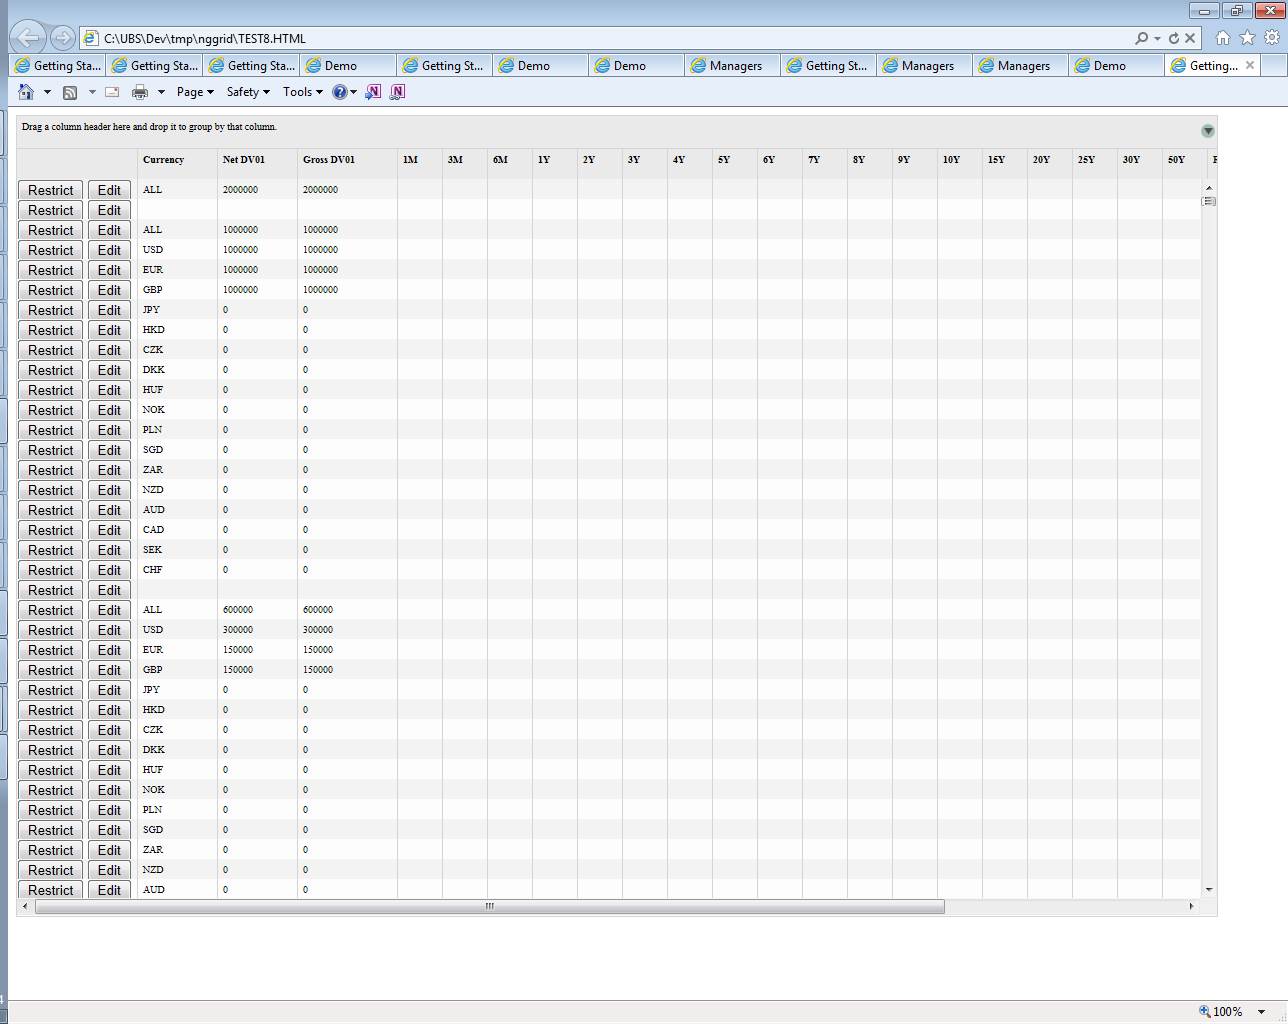 C:\UBS\Dev\tmp\nggrid\TEST8.HTML
Getting Sta... Getting Sta... Getting Sta... Demo Getting St... Demo Demo Managers Getting St... Managers Managers Demo Getting...
Page Safety Tools
Drag a column header here and drop it to group by that column.
Currency Net DV01 Gross DV01 1M 3M 6M 1Y 2Y 3Y 4Y 5Y 6Y 7Y 8Y 9Y 10Y 15Y 20Y 25Y 30Y 50Y
Restrict Edit ALL 2000000 2000000
Restrict Edit
Restrict Edit ALL 1000000 1000000
Restrict Edit USD 1000000 1000000
Restrict Edit EUR 1000000 1000000
Restrict Edit GBP 1000000 1000000
Restrict Edit JPY 0 0
Restrict Edit HKD 0 0
Restrict Edit CZK 0 0
Restrict Edit DKK 0 0
Restrict Edit HUF 0 0
Restrict Edit NOK 0 0
Restrict Edit PLN 0 0
Restrict Edit SGD 0 0
Restrict Edit ZAR 0 0
Restrict Edit NZD 0 0
Restrict Edit AUD 0 0
Restrict Edit CAD 0 0
Restrict Edit SEK 0 0
Restrict Edit CHF 0 0
Restrict Edit
Restrict Edit ALL 600000 600000
Restrict Edit USD 300000 300000
Restrict Edit EUR 150000 150000
Restrict Edit GBP 150000 150000
Restrict Edit JPY 0 0
Restrict Edit HKD 0 0
Restrict Edit CZK 0 0
Restrict Edit DKK 0 0
Restrict Edit HUF 0 0
Restrict Edit NOK 0 0
Restrict Edit PLN 0 0
Restrict Edit SGD 0 0
Restrict Edit ZAR 0 0
Restrict Edit NZD 0 0
Restrict Edit AUD 0 0
100%